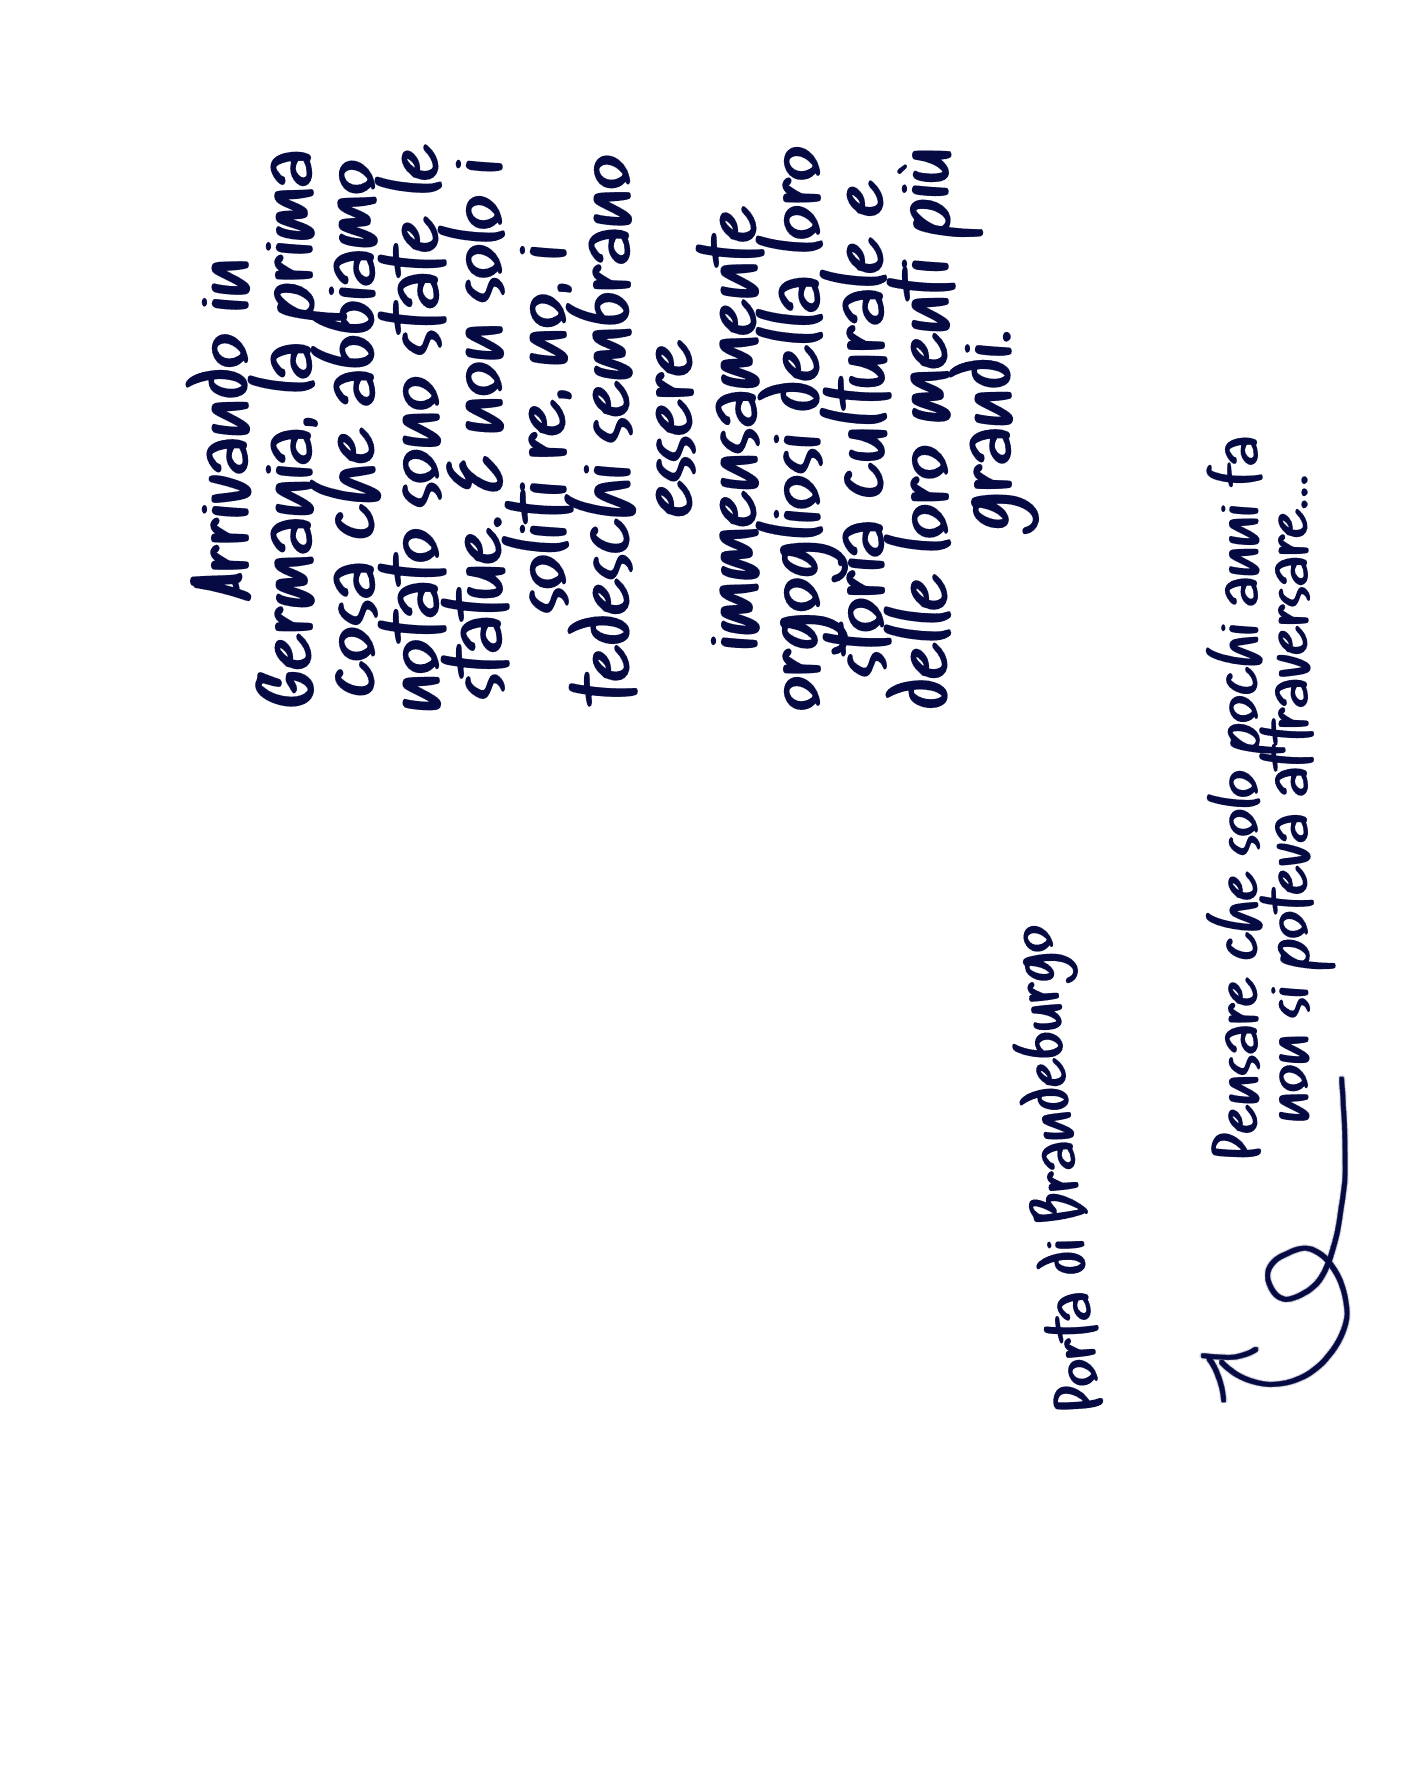 Arrivando in
Germania, la prima
cosa che abbiamo
notato sono state le
statue. E non solo i
soliti re, no, i
tedeschi sembrano
essere
immensamente
orgogliosi della loro
storia culturale e
delle loro menti più
grandi.
Porta di Brandeburgo
Pensare che solo pochi anni fa
non si poteva attraversare...